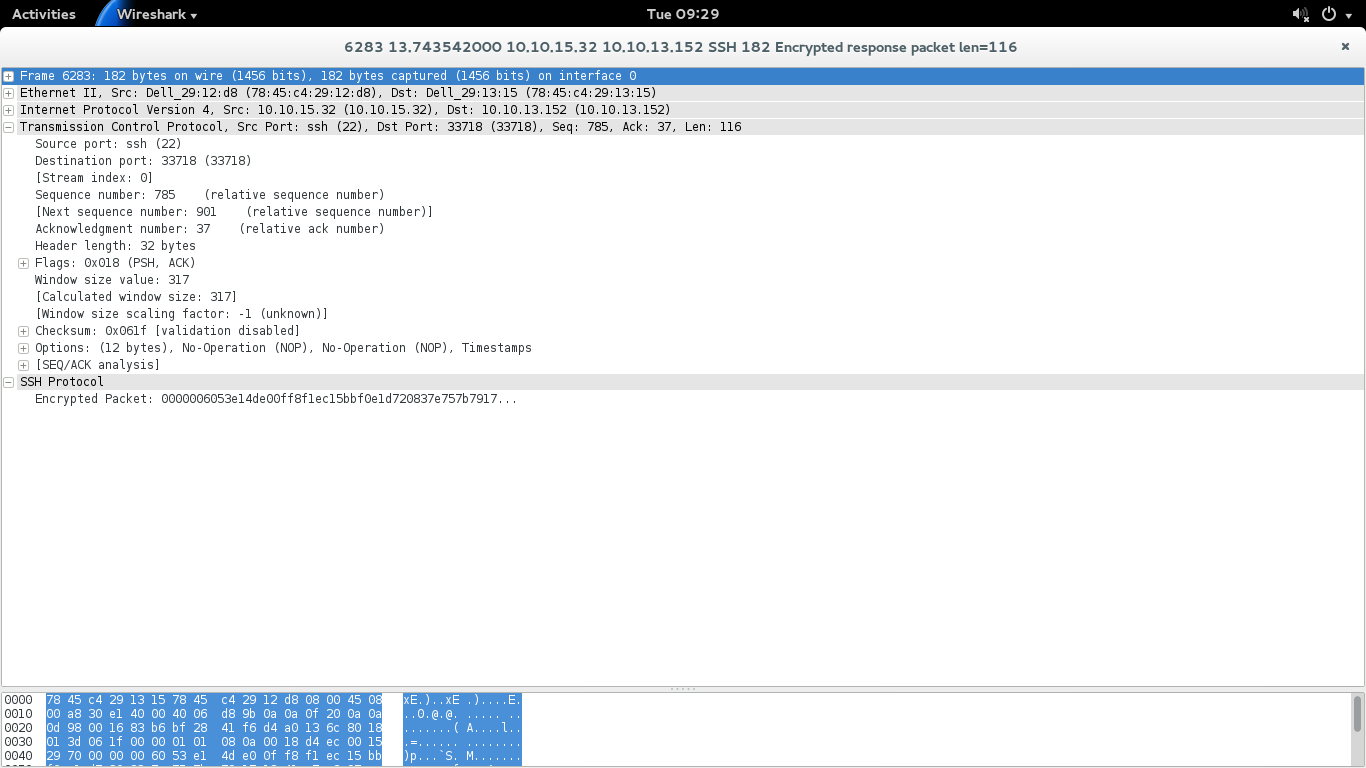 Activities Wireshark Tue 09:29
6283 13.743542000 10.10.15.32 10.10.13.152 SSH 182 Encrypted response packet len=116
Frame 6283: 182 bytes on wire (1456 bits), 182 bytes captured (1456 bits) on interface 0
Ethernet II, Src: Dell_29:12:d8 (78:45:c4:29:12:d8), Dst: Dell_29:13:15 (78:45:c4:29:13:15)
Internet Protocol Version 4, Src: 10.10.15.32 (10.10.15.32), Dst: 10.10.13.152 (10.10.13.152)
Transmission Control Protocol, Src Port: ssh (22), Dst Port: 33718 (33718), Seq: 785, Ack: 37, Len: 116
Source port: ssh (22)
Destination port: 33718 (33718)
[Stream index: 0]
Sequence number: 785    (relative sequence number)
[Next sequence number: 901    (relative sequence number)]
Acknowledgment number: 37    (relative ack number)
Header length: 32 bytes
Flags: 0x018 (PSH, ACK)
Window size value: 317
[Calculated window size: 317]
[Window size scaling factor: -1 (unknown)]
Checksum: 0x061f [validation disabled]
Options: (12 bytes), No-Operation (NOP), No-Operation (NOP), Timestamps
[SEQ/ACK analysis]
SSH Protocol
Encrypted Packet: 0000006053e14de00ff8f1ec15bbf0e1d720837e757b7917...
0000  78 45 c4 29 13 15 78 45  c4 29 12 d8 08 00 45 08   xE.)..xE .)....E.
0010  00 a8 30 e1 40 00 40 06  d8 9b 0a 0a 0f 20 0a 0a   ..0.@.@. ..... ..
0020  0d 98 00 16 83 b6 bf 28  41 f6 d4 a0 13 6c 80 18   .......( A....l..
0030  01 3d 06 1f 00 00 01 01  08 0a 00 18 d4 ec 00 15   .=...... ........
0040  29 70 00 00 00 60 53 e1  4d e0 0f f8 f1 ec 15 bb   )p...`S. M.......